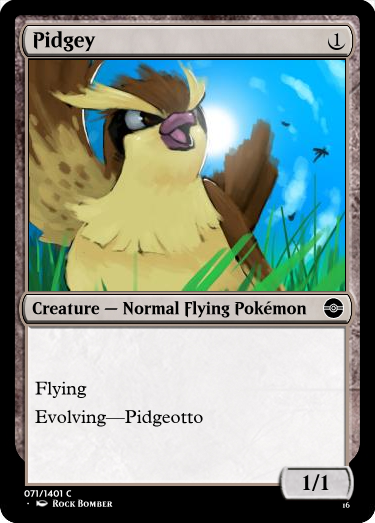 Pidgey 1
Creature — Normal Flying Pokémon
Flying
Evolving—Pidgeotto
1/1
071/1401 C
· Rock Bomber
16